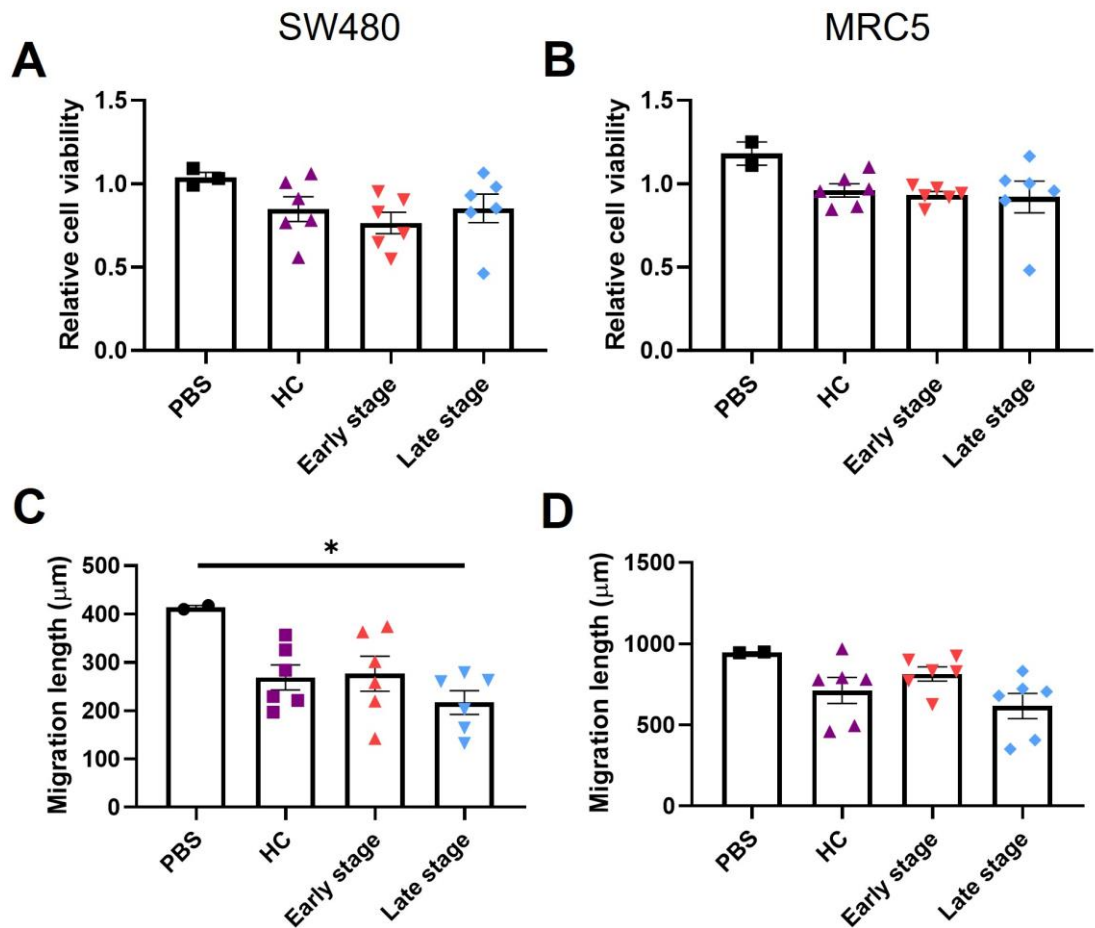 SW480
MRC5
A
B
Relative cell viability
1.5
1.0
0.5
0.0
PBS
HC
Early stage
Late stage
Relative cell viability
1.5
1.0
0.5
0.0
PBS
HC
Early stage
Late stage
C
D
Migration length (μm)
500
400
300
200
100
0
*
PBS
HC
Early stage
Late stage
Migration length (μm)
1500
1000
500
0
PBS
HC
Early stage
Late stage